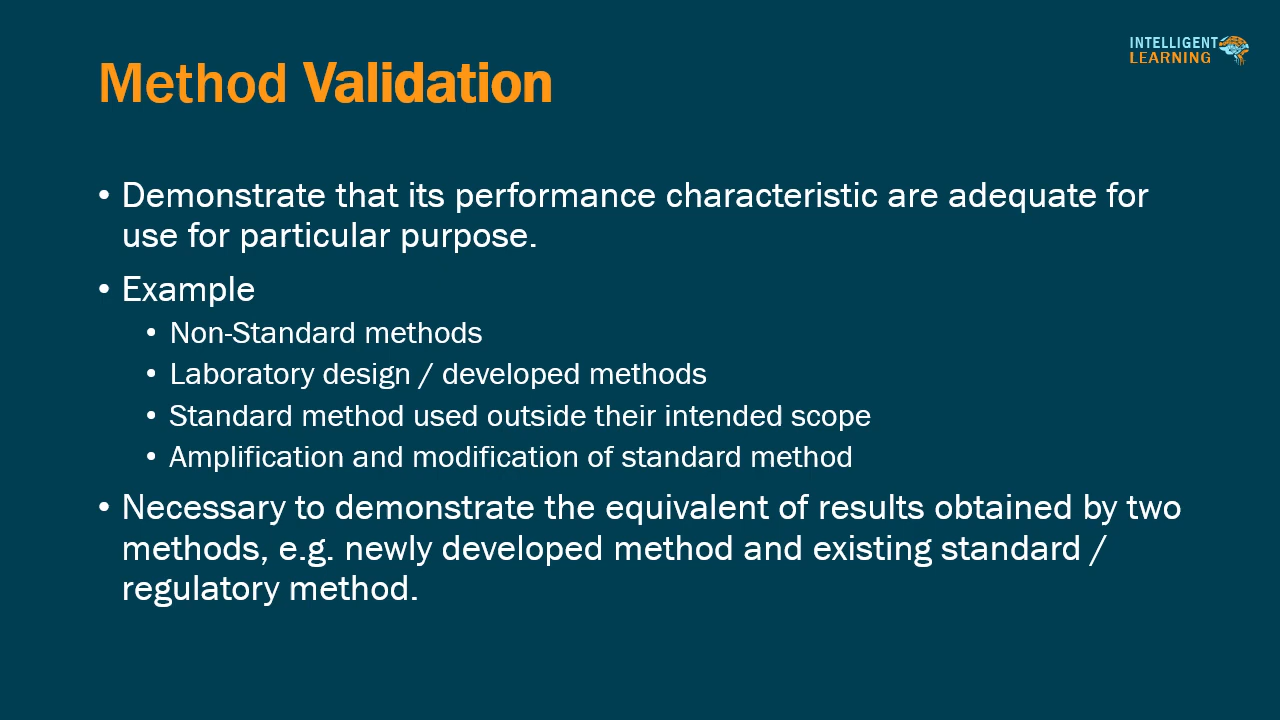 INTELLIGENT
LEARNING
Method Validation
• Demonstrate that its performance characteristic are adequate for
use for particular purpose.
• Example
• Non-Standard methods
• Laboratory design / developed methods
• Standard method used outside their intended scope
• Amplification and modification of standard method
• Necessary to demonstrate the equivalent of results obtained by two
methods, e.g. newly developed method and existing standard /
regulatory method.